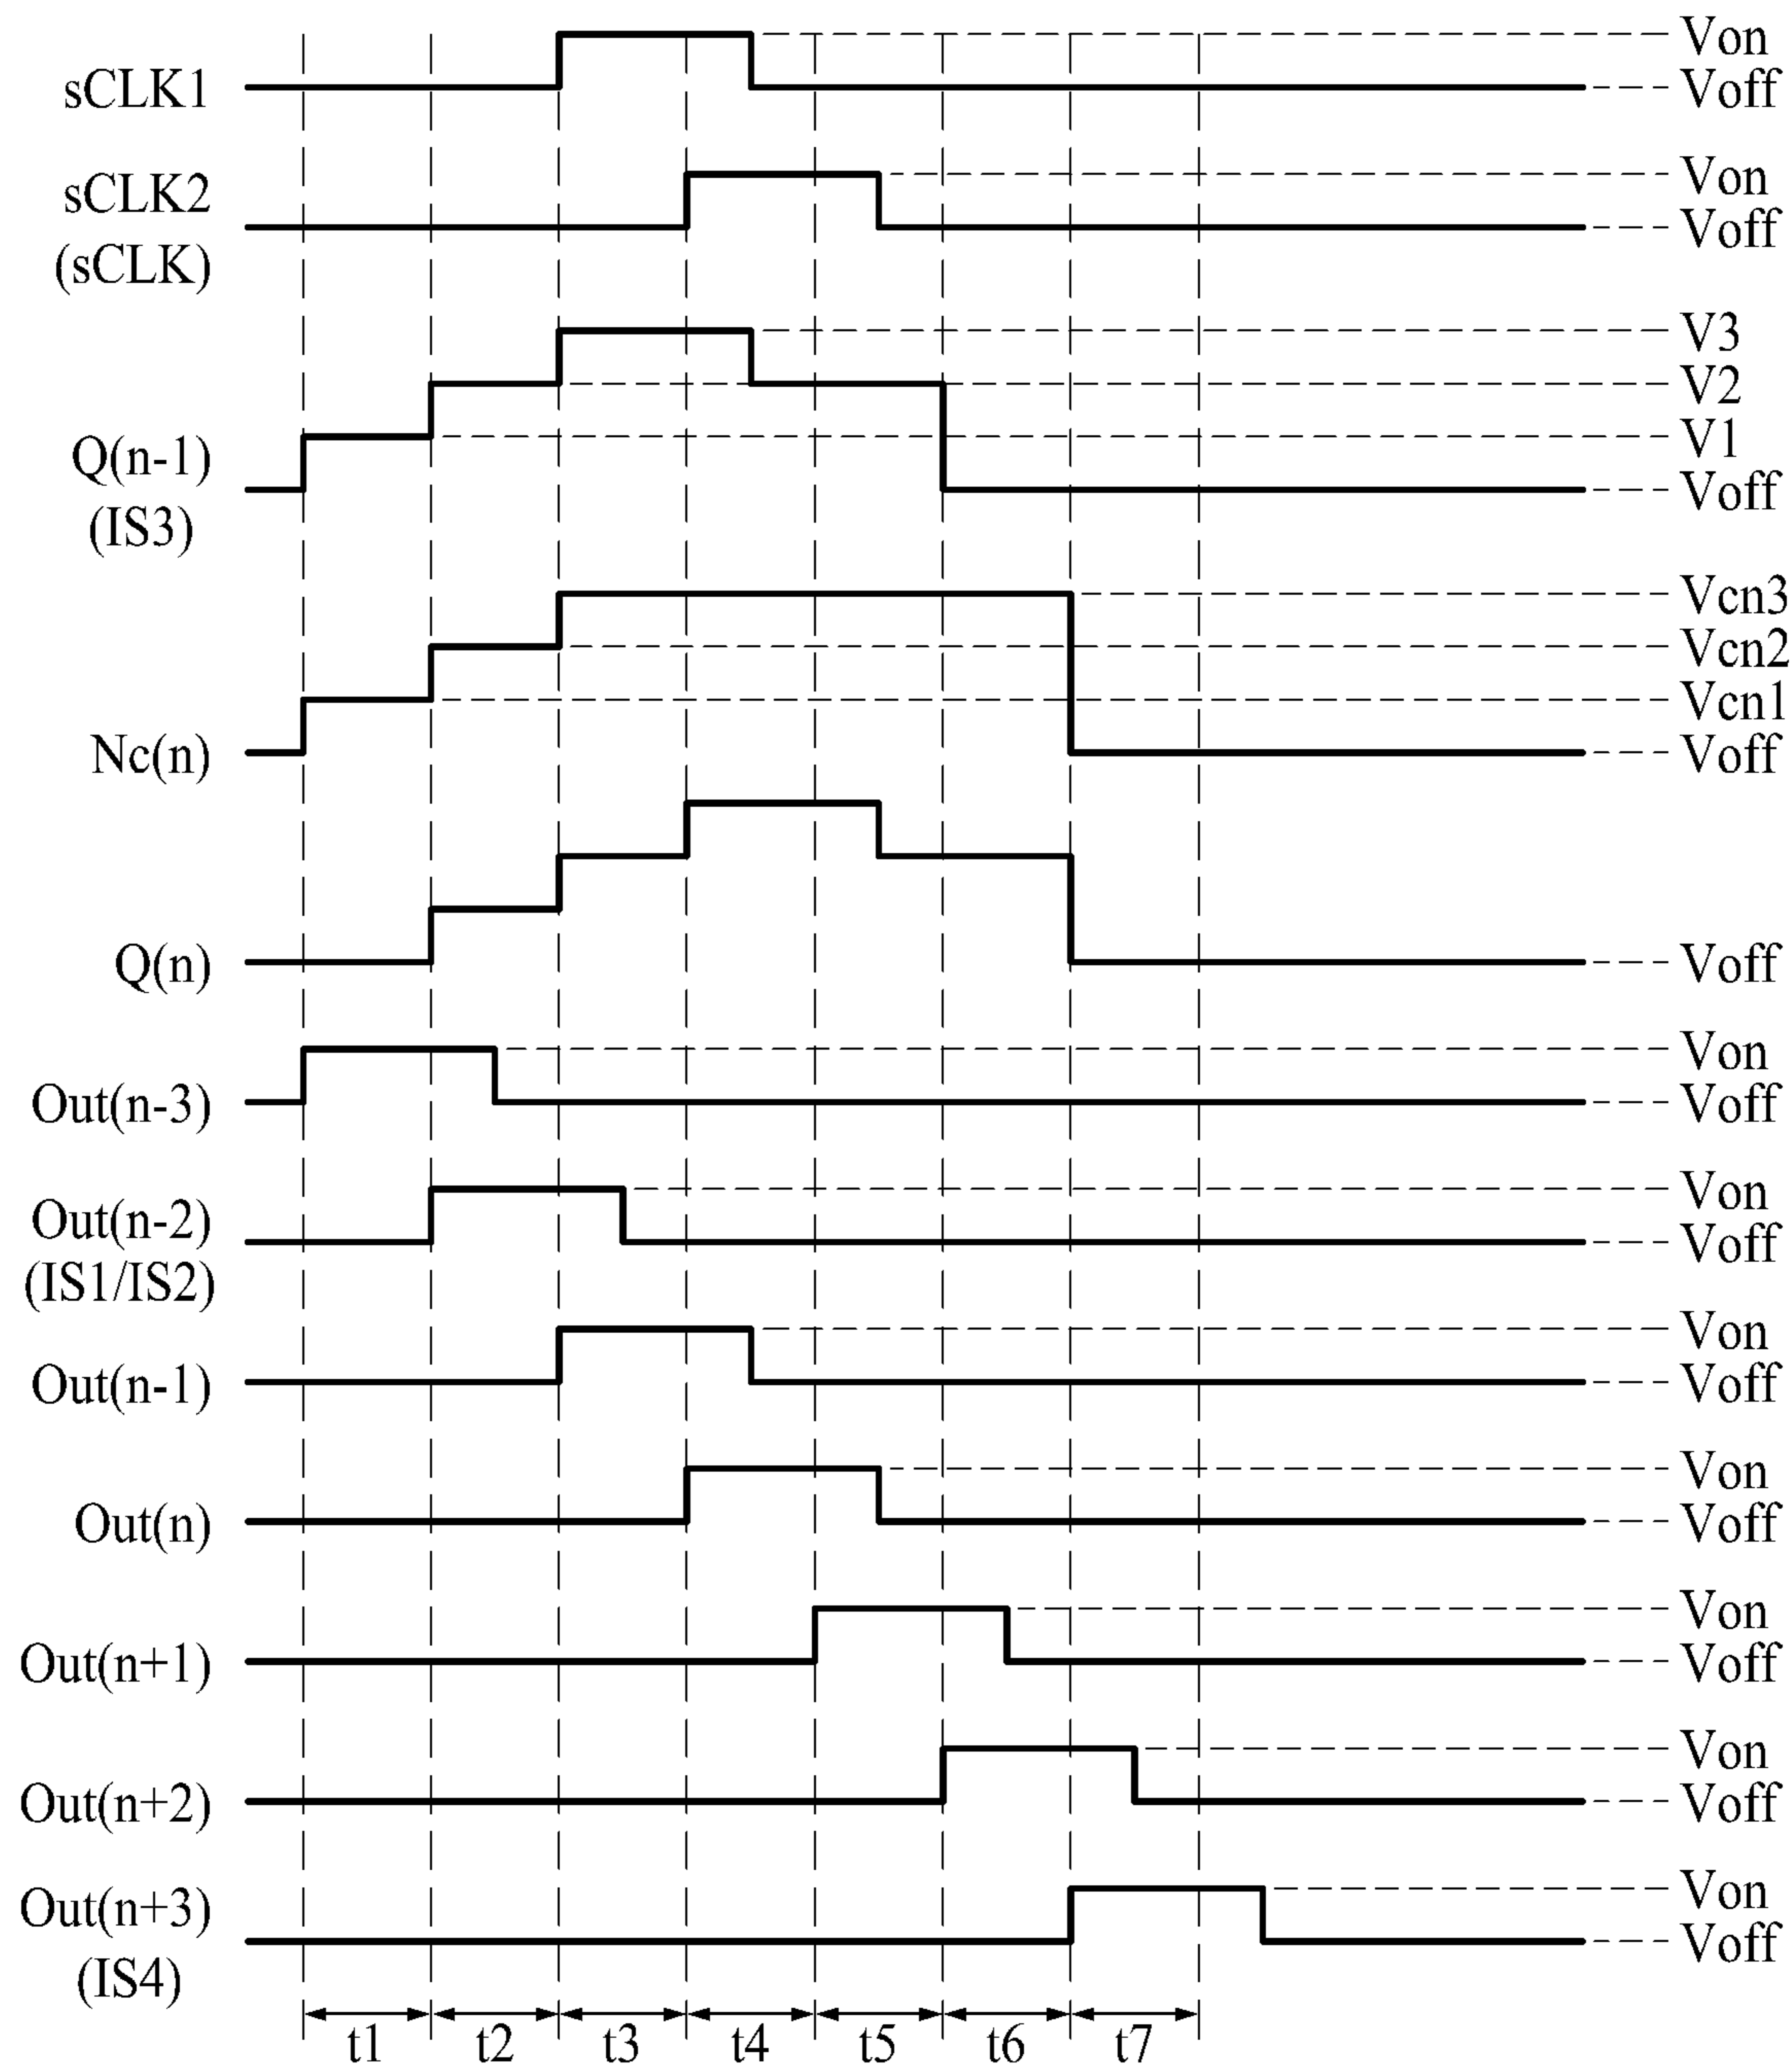 Von
sCLK1 Voff
Von
sCLK2 Voff
(sCLK)
V3
V2
V1
Q(n-1) Voff
(IS3)
Vcn3
Vcn2
Vcn1
Nc(n) Voff
Q(n) Voff
Von
Out(n-3) Voff
Von
Out(n-2) Voff
(IS1/IS2)
Von
Out(n-1) Voff
Von
Out(n) Voff
Von
Out(n+1) Voff
Von
Out(n+2) Voff
Von
Out(n+3) Voff
(IS4)
t1 t2 t3 t4 t5 t6 t7